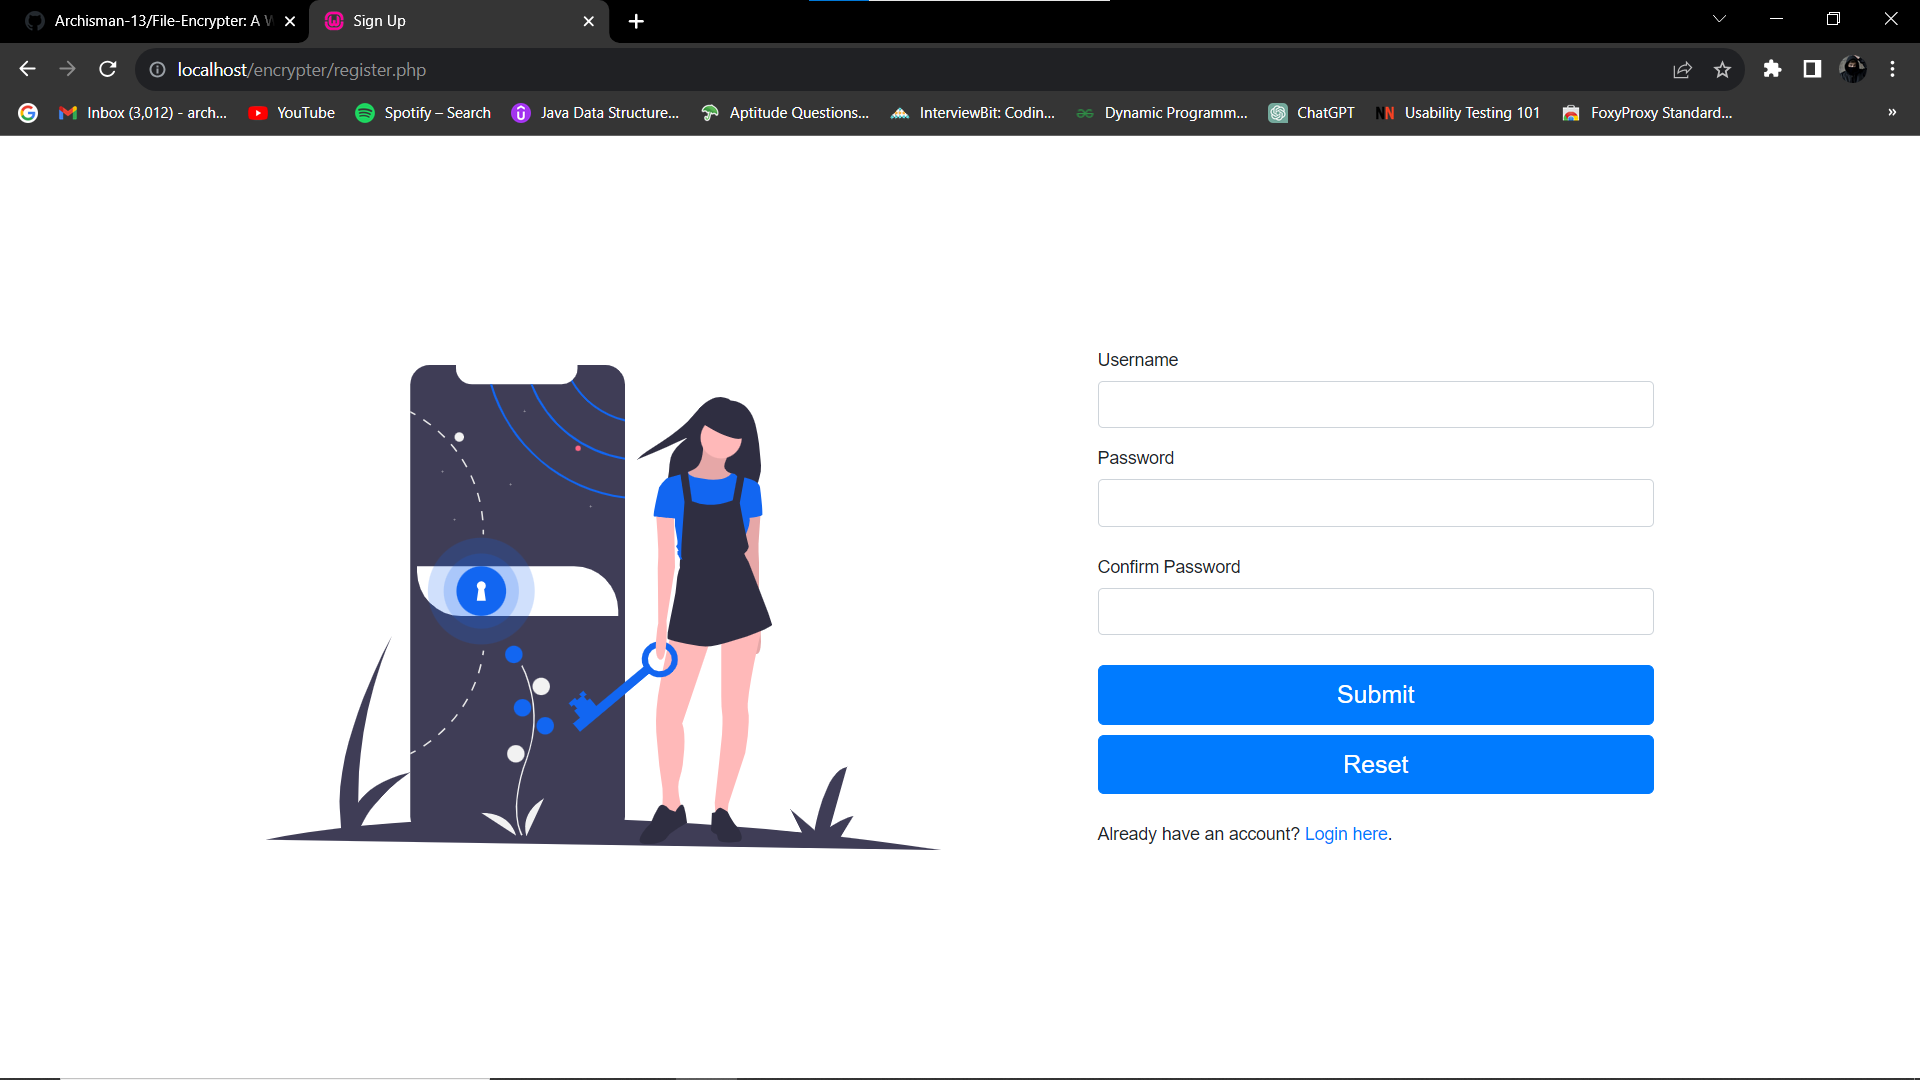 Archisman-13/File-Encrypter: A W
Sign Up
localhost/encrypter/register.php
Inbox (3,012) - arch...
YouTube
Spotify – Search
Java Data Structure...
Aptitude Questions...
InterviewBit: Codin...
Dynamic Programm...
ChatGPT
Usability Testing 101
FoxyProxy Standard...
»
Username
Password
Confirm Password
Submit
Reset
Already have an account? Login here.